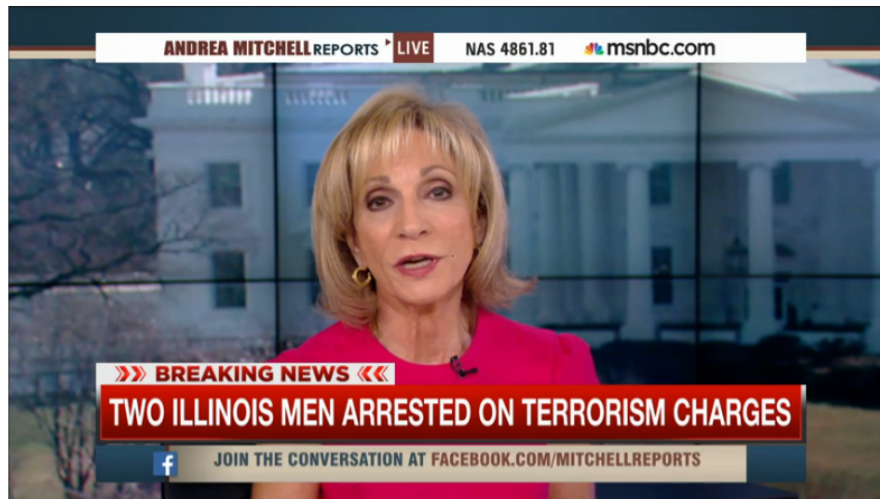 ANDREA MITCHELL REPORTS LIVE NAS 4861.81 msnbc.com
BREAKING NEWS
TWO ILLINOIS MEN ARRESTED ON TERRORISM CHARGES
JOIN THE CONVERSATION AT FACEBOOK.COM/MITCHELLREPORTS